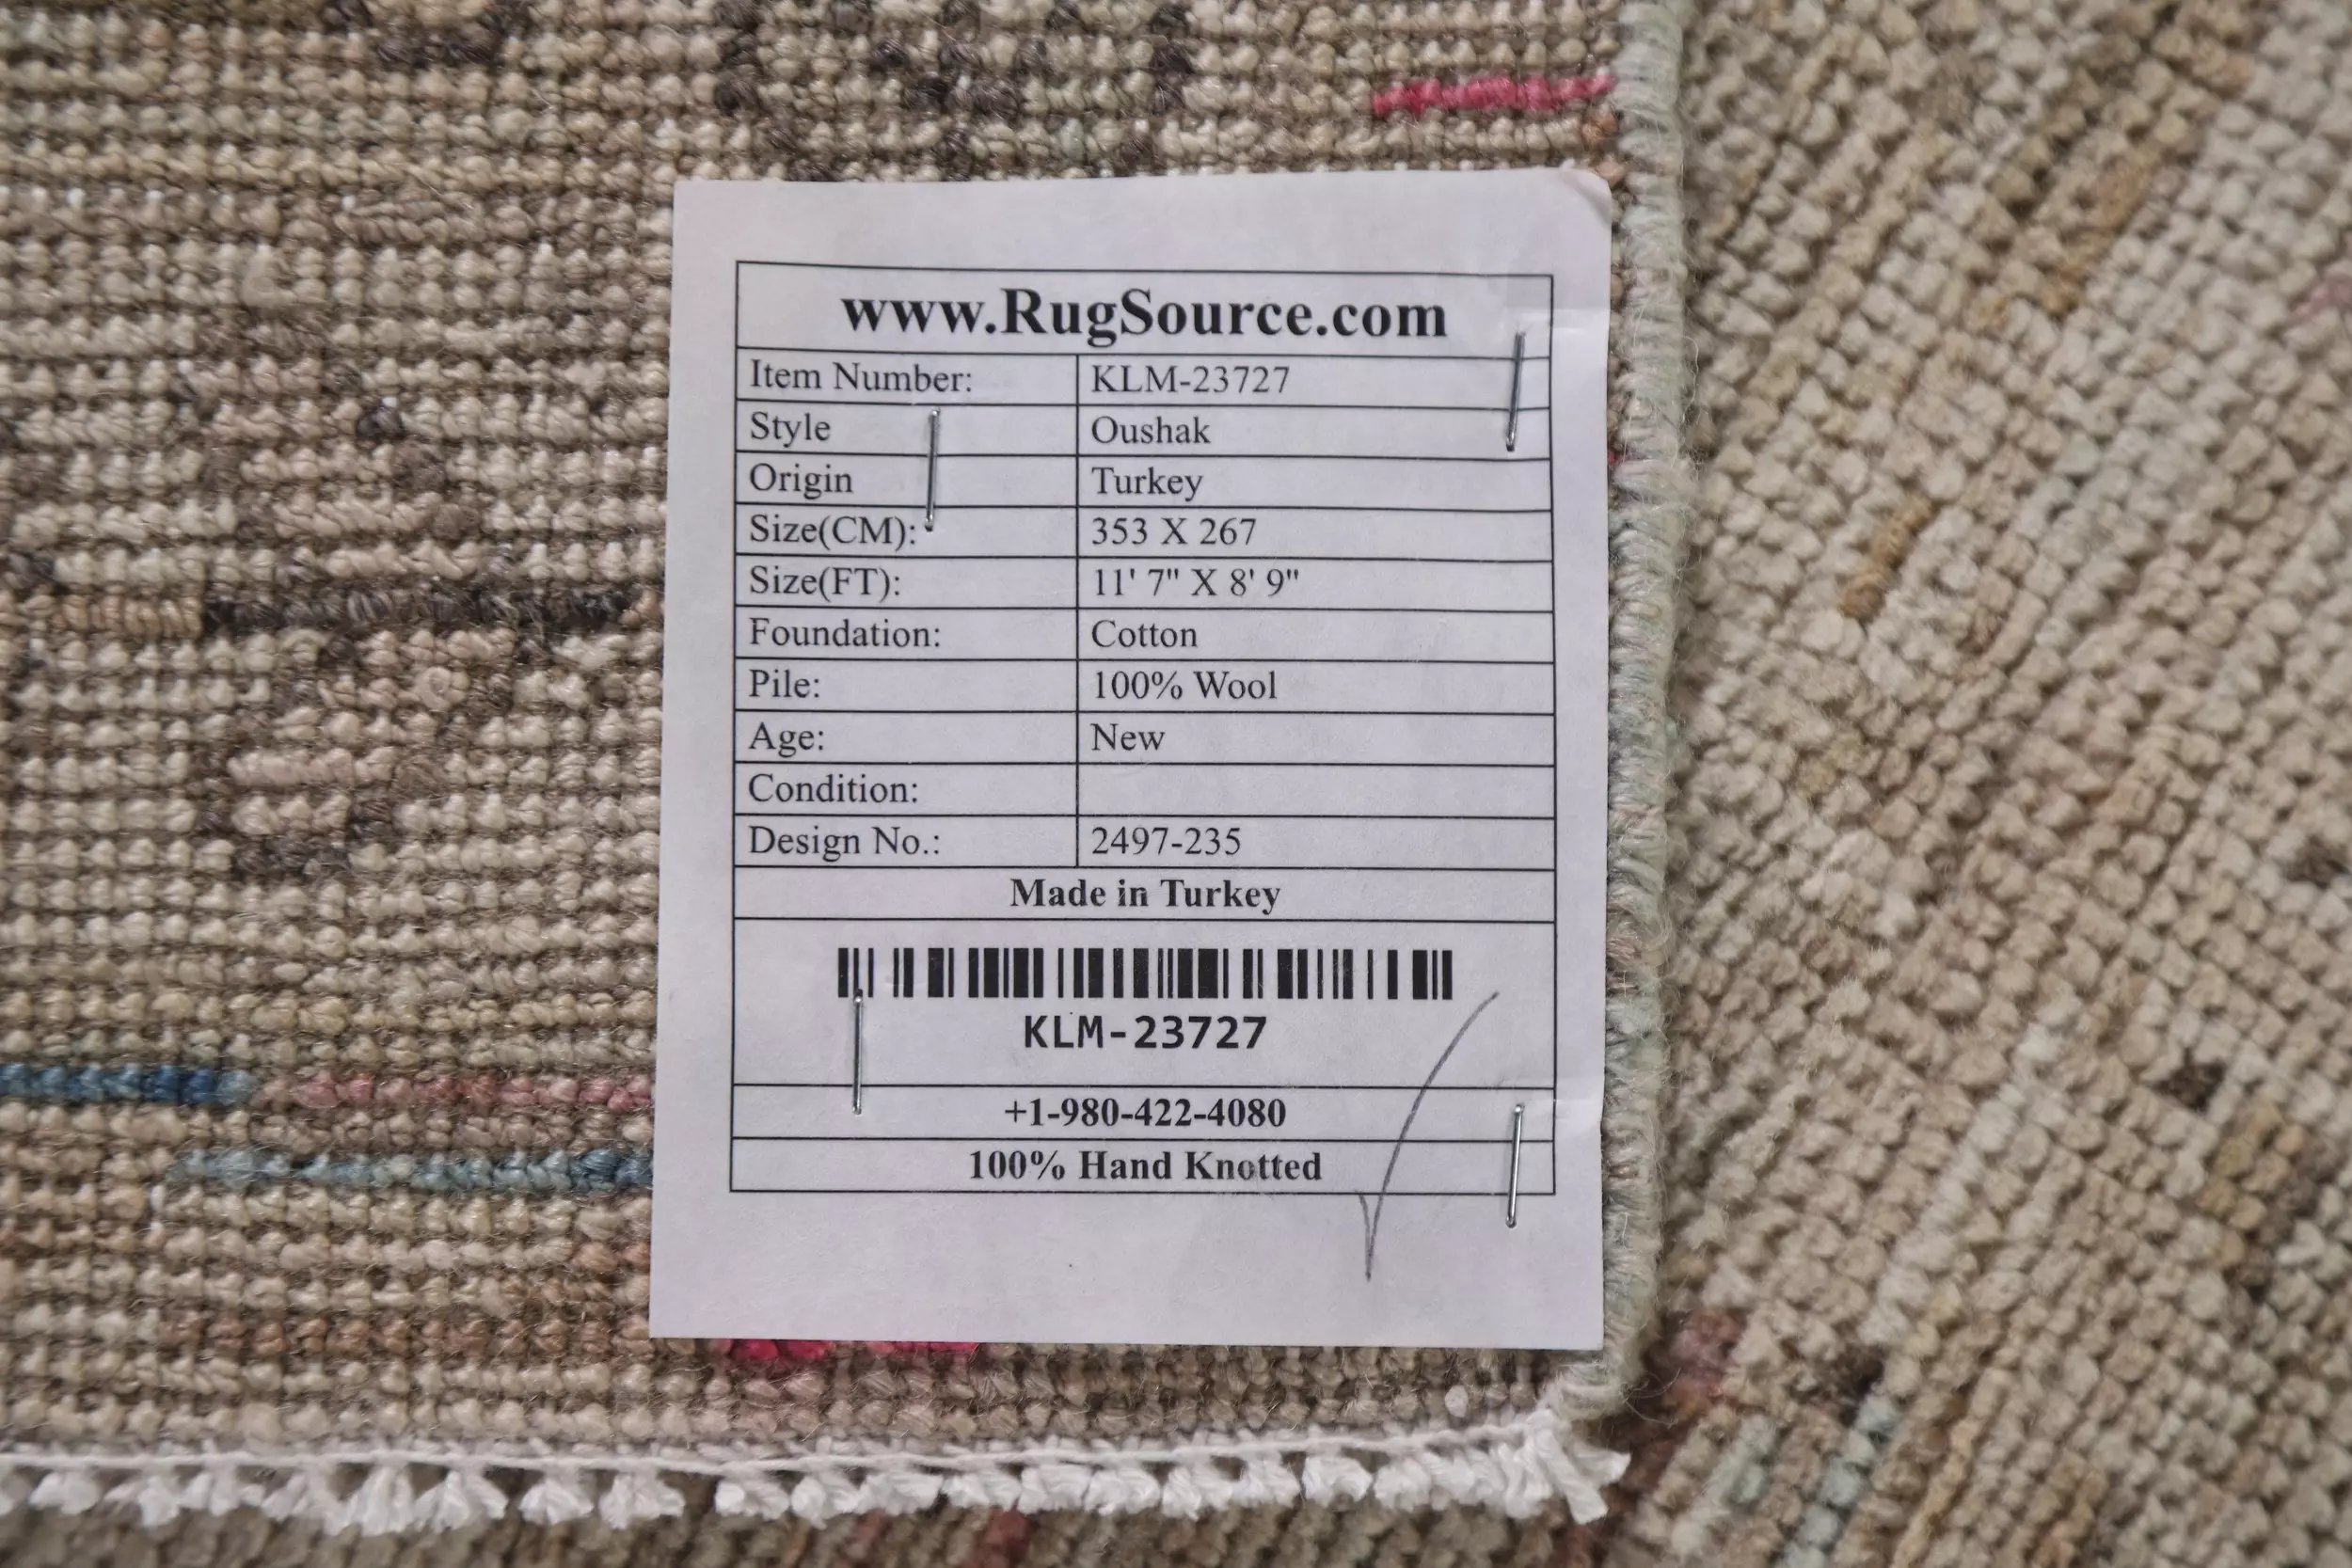 www.RugSource.com
Item Number: KLM-23727
Style Oushak
Origin Turkey
Size(CM): 353 X 267
Size(FT): 11' 7" X 8' 9"
Foundation: Cotton
Pile: 100% Wool
Age: New
Condition:
Design No.: 2497-235
Made in Turkey
KLM-23727
+1-980-422-4080
100% Hand Knotted